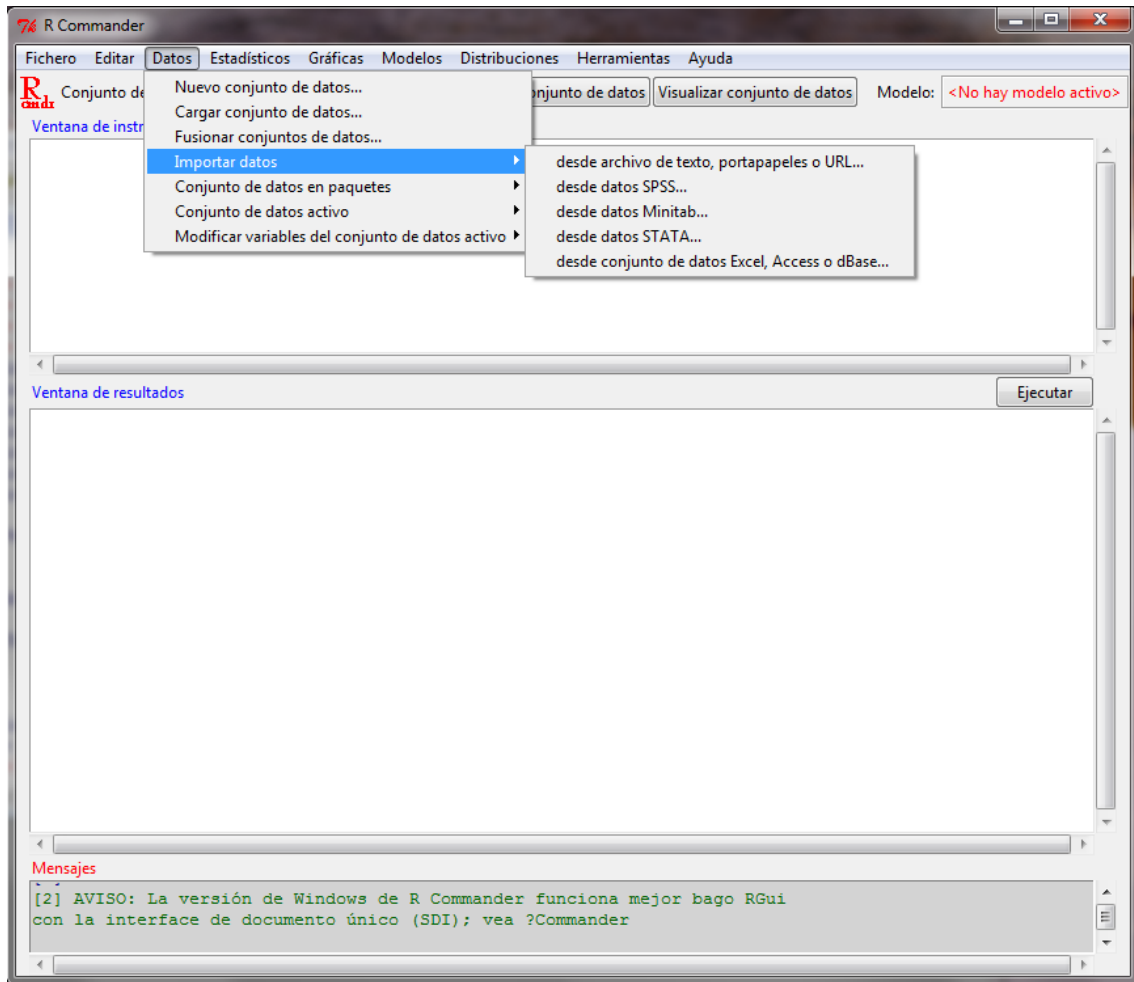 R Commander
Fichero Editar Datos Estadísticos Gráficas Modelos Distribuciones Herramientas Ayuda
Rcmdr Conjunto de onjunto de datos Visualizar conjunto de datos Modelo: <No hay modelo activo>
Nuevo conjunto de datos...
Cargar conjunto de datos...
Fusionar conjuntos de datos...
Importar datos
Conjunto de datos en paquetes
Conjunto de datos activo
Modificar variables del conjunto de datos activo
desde archivo de texto, portapapeles o URL...
desde datos SPSS...
desde datos Minitab...
desde datos STATA...
desde conjunto de datos Excel, Access o dBase...
Ventana de instr
Ventana de resultados Ejecutar
Mensajes
[2] AVISO: La versión de Windows de R Commander funciona mejor bago RGui
con la interface de documento único (SDI); vea ?Commander